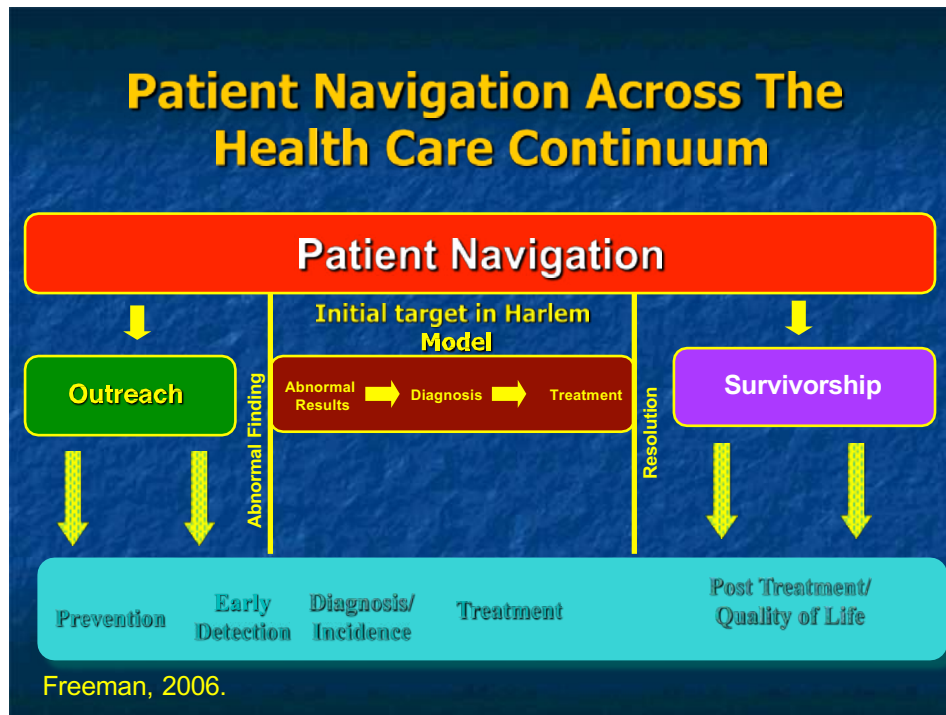 Patient Navigation Across The
Health Care Continuum
Patient Navigation
Initial target in Harlem
Model
Outreach
Abnormal Finding
Abnormal
Results
Diagnosis
Treatment
Resolution
Survivorship
Prevention
Early
Detection
Diagnosis/
Incidence
Treatment
Post Treatment/
Quality of Life
Freeman, 2006.